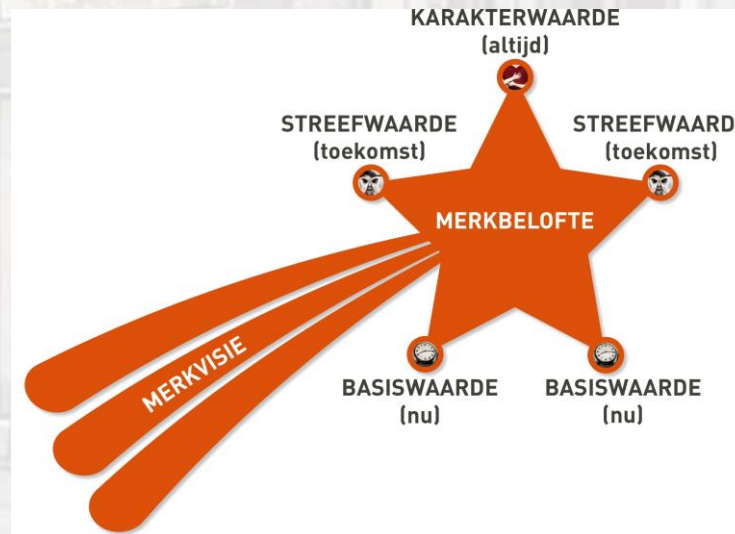 KARAKTERWAARDE
(altijd)
STREEFWAARDE
(toekomst)
STREEFWAARD
(toekomst)
MERKBELOFTE
MERKVISIE
BASISWAARDE
(nu)
BASISWAARDE
(nu)